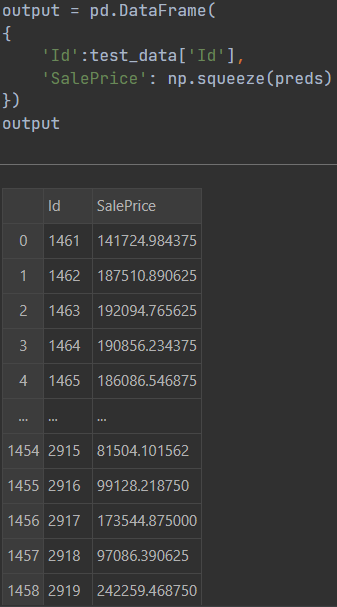 output = pd.DataFrame(
{
    'Id':test_data['Id'],
    'SalePrice': np.squeeze(preds)
})
output
Id SalePrice
0 1461 141724.984375
1 1462 187510.890625
2 1463 192094.765625
3 1464 190856.234375
4 1465 186086.546875
... ... ...
1454 2915 81504.101562
1455 2916 99128.218750
1456 2917 173544.875000
1457 2918 97086.390625
1458 2919 242259.468750